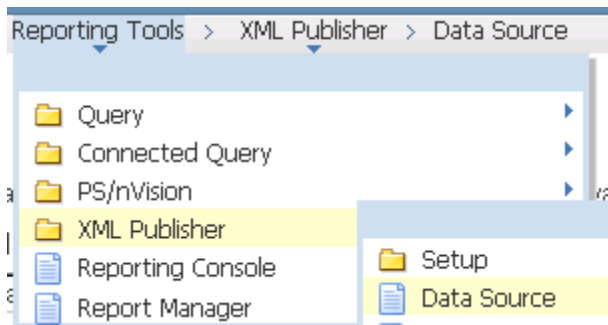 Reporting Tools > XML Publisher > Data Source
Query
Connected Query
PS/nVision
XML Publisher
Reporting Console
Report Manager
Setup
Data Source